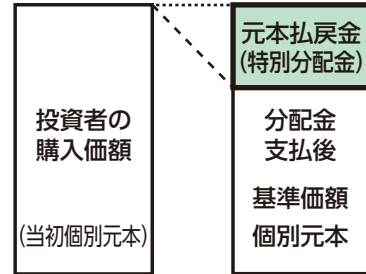 投資者の
購入価額
(当初個別元本)
元本払戻金
(特別分配金)
分配金
支払後
基準価額
個別元本